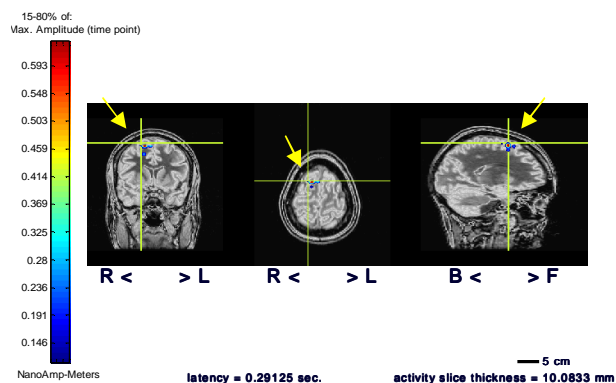 15-80% of:
Max. Amplitude (time point)
0.593
0.548
0.504
0.459
0.414
0.369
0.325
0.28
0.235
0.191
0.146
R < > L
R < > L
B < > F
5 cm
NanoAmp-Meters
latency = 0.29125 sec.
activity slice thickness = 10.0833 mm